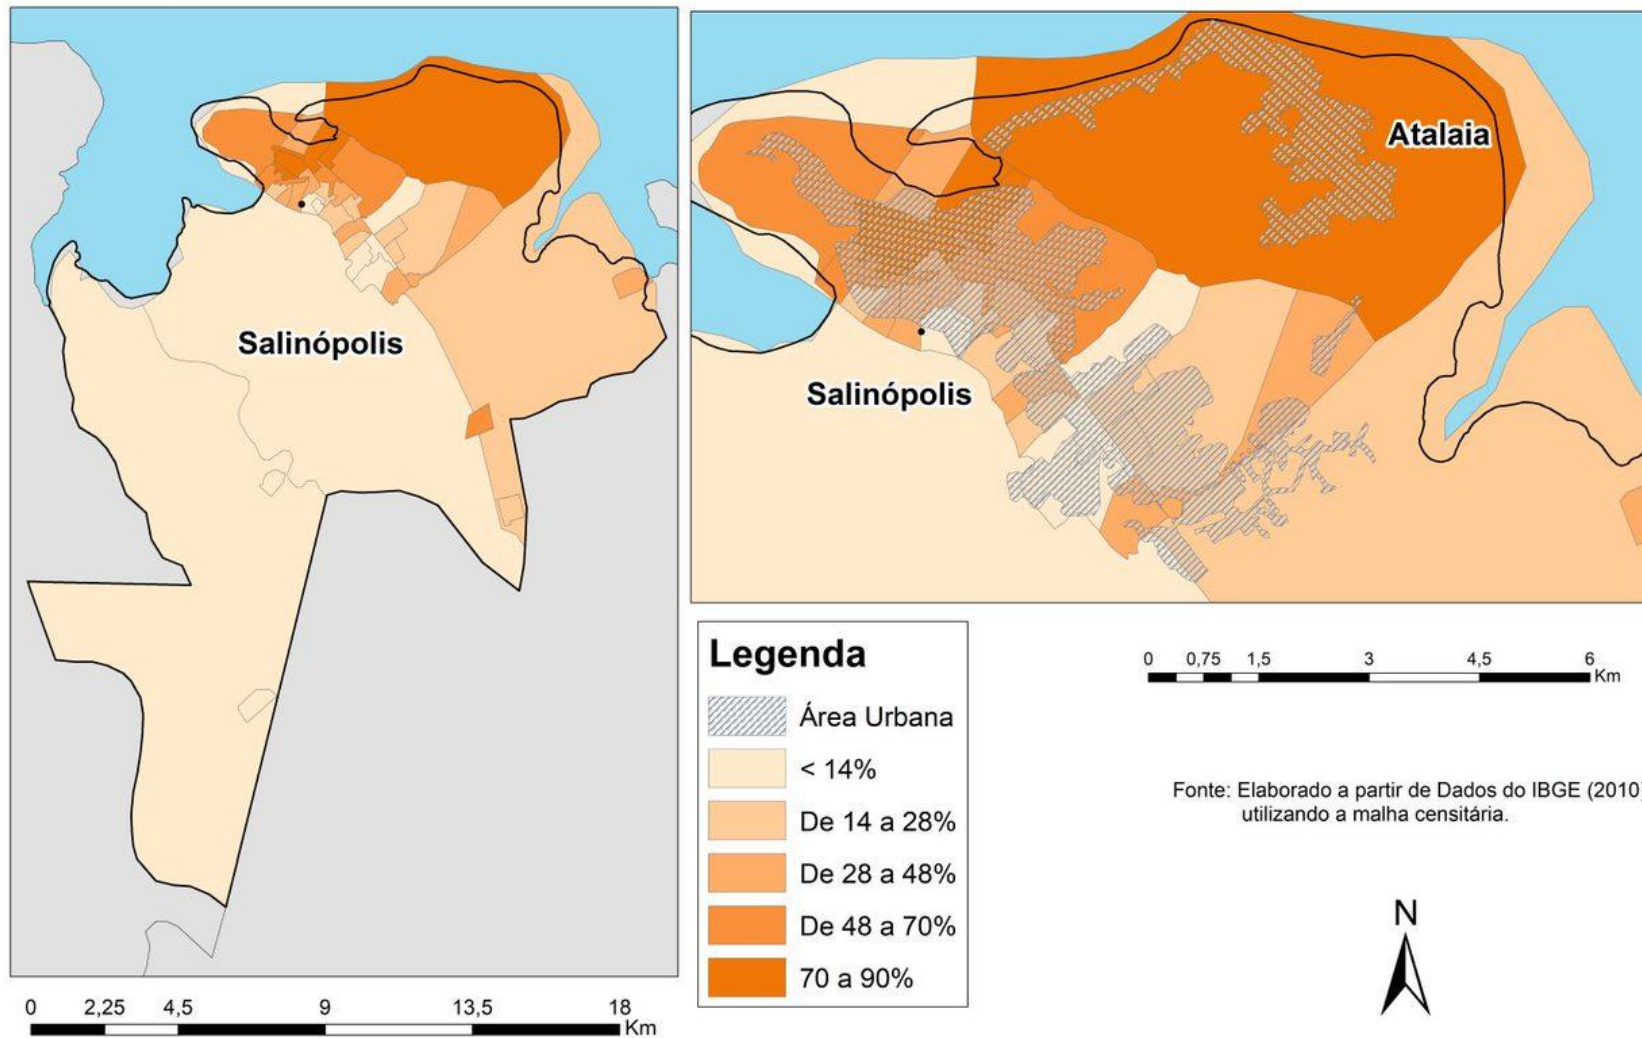 Salinópolis
Atalaia
Salinópolis
Legenda
Área Urbana
< 14%
De 14 a 28%
De 28 a 48%
De 48 a 70%
70 a 90%
0 0,75 1,5 3 4,5 6
Km
Fonte: Elaborado a partir de Dados do IBGE (2010)
utilizando a malha censitária.
N
0 2,25 4,5 9 13,5 18
Km